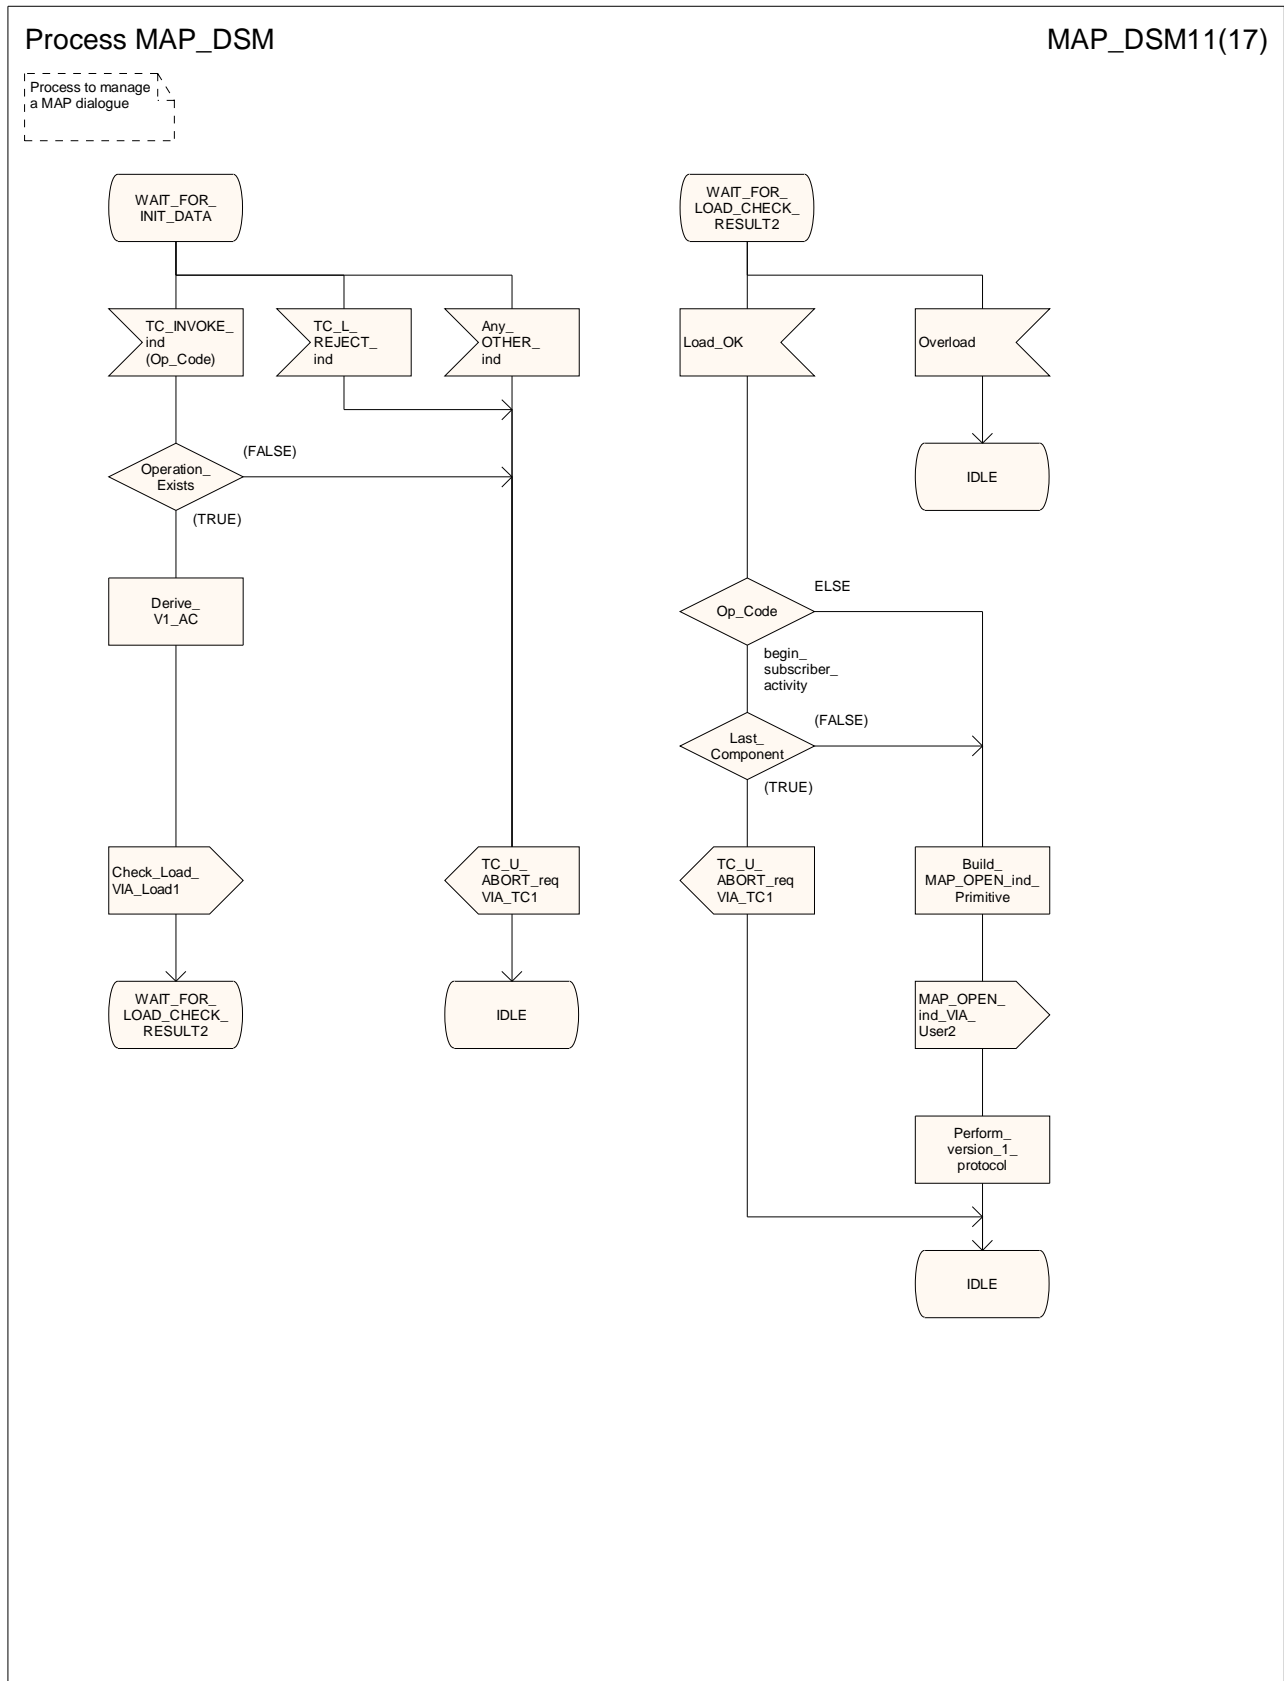 Process MAP_DSM
MAP_DSM11(17)
Process to manage
a MAP dialogue
WAIT_FOR_
INIT_DATA
TC_INVOKE_
ind
(Op_Code)
TC_L_
REJECT_
ind
Any_
OTHER_
ind
Operation_
Exists
(FALSE)
(TRUE)
Derive_
V1_AC
Check_Load_
VIA_Load1
TC_U_
ABORT_req
VIA_TC1
WAIT_FOR_
LOAD_CHECK_
RESULT2
IDLE
WAIT_FOR_
LOAD_CHECK_
RESULT2
Load_OK
Overload
IDLE
Op_Code
ELSE
begin_
subscriber_
activity
Last_
Component
(FALSE)
(TRUE)
TC_U_
ABORT_req
VIA_TC1
Build_
MAP_OPEN_ind_
Primitive
MAP_OPEN_
ind_VIA_
User2
Perform_
version_1_
protocol
IDLE